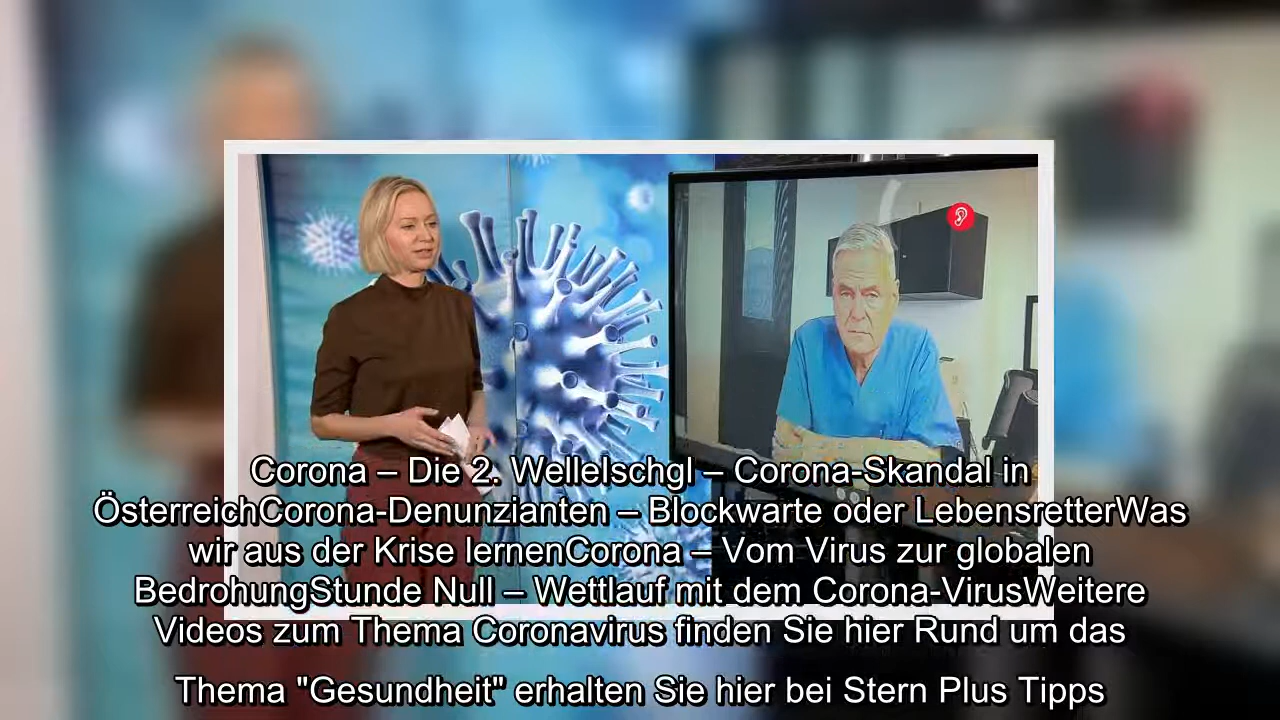 Corona – Die 2. WelleIschgl – Corona-Skandal in
ÖsterreichCorona-Denunzianten – Blockwarte oder LebensretterWas
wir aus der Krise lernenCorona – Vom Virus zur globalen
BedrohungStunde Null – Wettlauf mit dem Corona-VirusWeitere
Videos zum Thema Coronavirus finden Sie hier Rund um das
Thema "Gesundheit" erhalten Sie hier bei Stern Plus Tipps